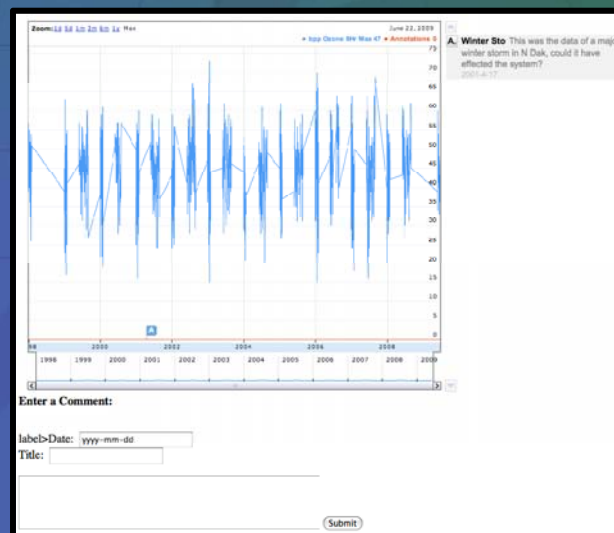 Zoom: 1d 5d 1m 3m 6m 1y Max
June 22, 2009
bpp Ozone 8Hr Max 47 Annotations 0
75
70
65
60
55
50
45
40
35
30
25
20
15
10
5
0
A
98 2000 2002 2004 2006 2008
1998 1999 2000 2001 2002 2003 2004 2005 2006 2007 2008 2009
A. Winter Sto This was the data of a majo
winter storm in N Dak, could it have
effected the system?
2001-4-17
Enter a Comment:
label>Date: yyyy-mm-dd
Title:
Submit